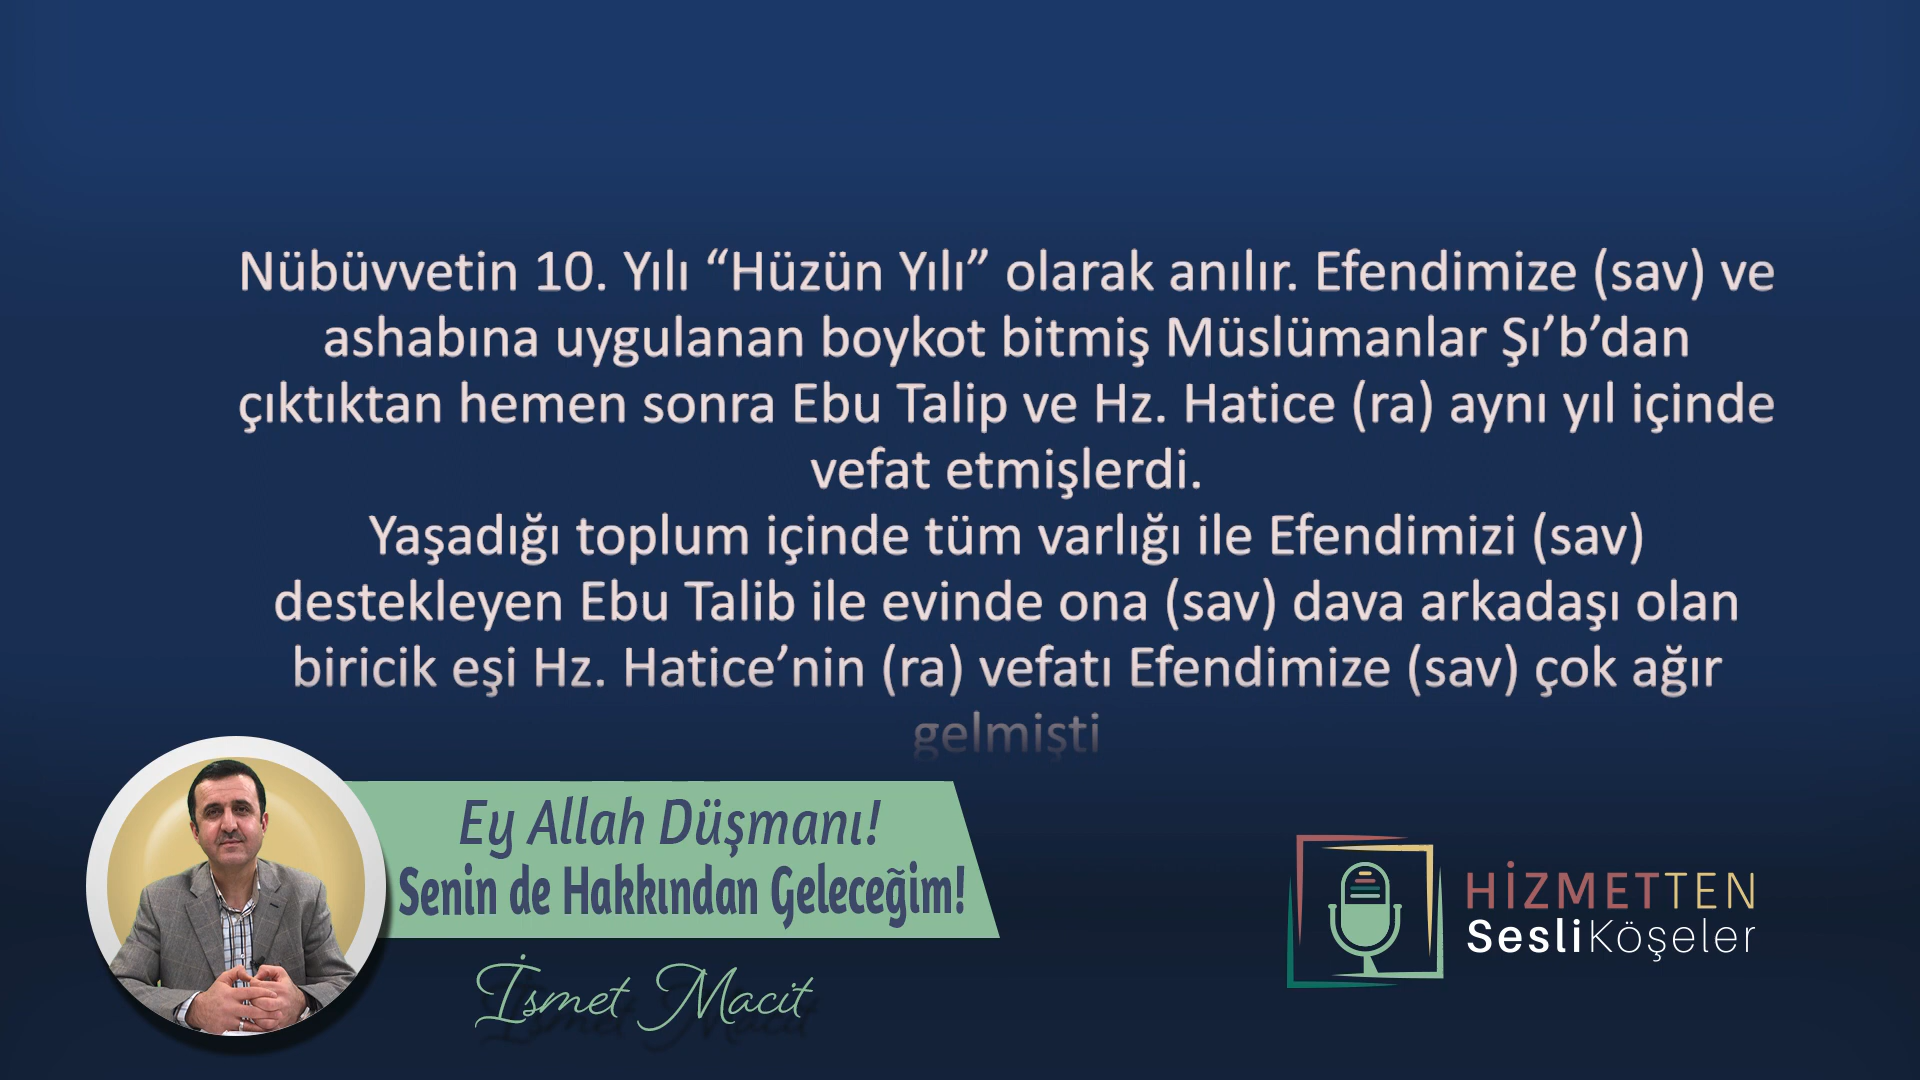 Nübüvvetin 10. Yılı “Hüzün Yılı” olarak anılır. Efendimize (sav) ve
ashabına uygulanan boykot bitmiş Müslümanlar Şı’b’dan
çıktıktan hemen sonra Ebu Talip ve Hz. Hatice (ra) aynı yıl içinde
vefat etmişlerdi.
Yaşadığı toplum içinde tüm varlığı ile Efendimizi (sav)
destekleyen Ebu Talib ile evinde ona (sav) dava arkadaşı olan
biricik eşi Hz. Hatice’nin (ra) vefatı Efendimize (sav) çok ağır
gelmişti
Ey Allah Düşmanı!
Senin de Hakkından Geleceğim!
İsmet Macit
HİZMETTEN
SesliKöşeler